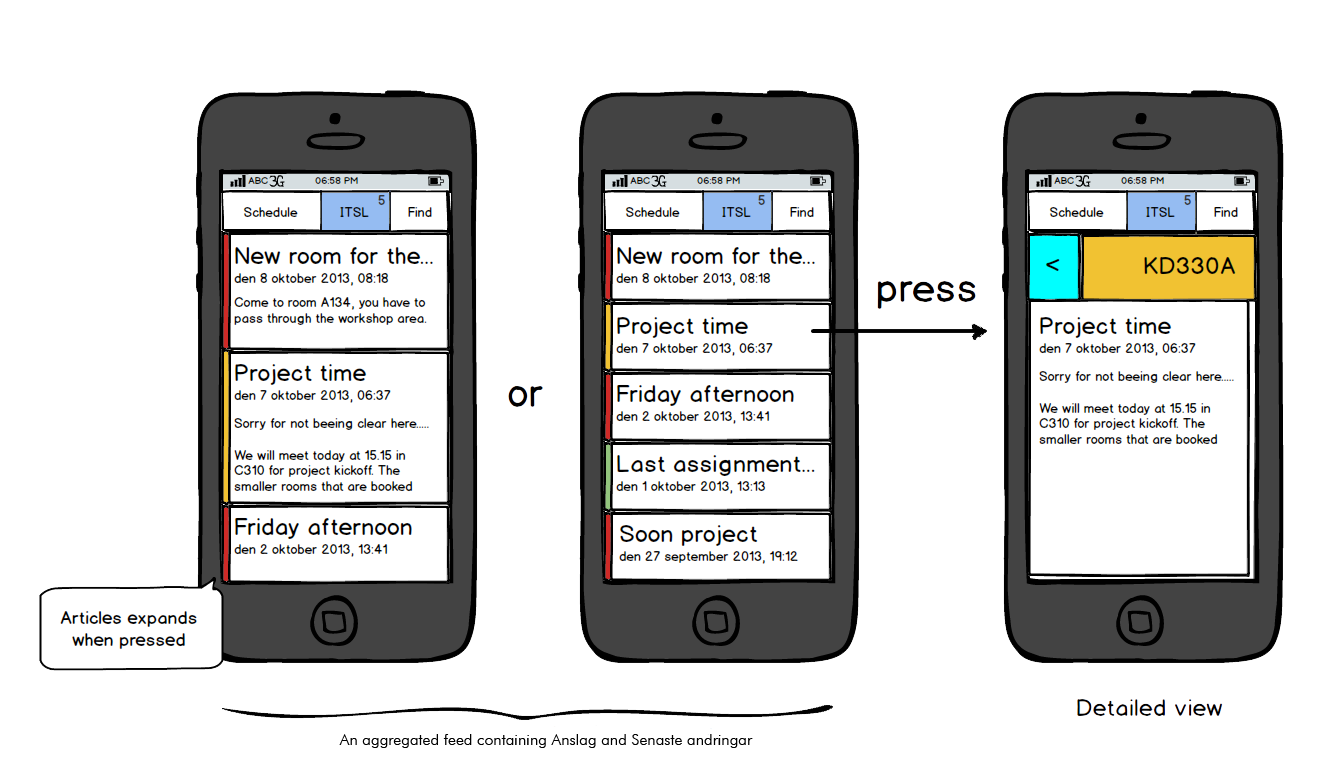 ABC 3G 06:58 PM
Schedule ITSL 5 Find
New room for the...
den 8 oktober 2013, 08:18
Come to room A134, you have to
pass through the workshop area.
Project time
den 7 oktober 2013, 06:37
Sorry for not beeing clear here.....
We will meet today at 15.15 in
C310 for project kickoff. The
smaller rooms that are booked
Friday afternoon
den 2 oktober 2013, 13:41
Articles expands
when pressed
or
ABC 3G 06:58 PM
Schedule ITSL 5 Find
New room for the...
den 8 oktober 2013, 08:18
Project time
den 7 oktober 2013, 06:37
Friday afternoon
den 2 oktober 2013, 13:41
Last assignment...
den 1 oktober 2013, 13:13
Soon project
den 27 september 2013, 19:12
An aggregated feed containing Anslag and Senaste andringar
press
ABC 3G 06:58 PM
Schedule ITSL 5 Find
< KD330A
Project time
den 7 oktober 2013, 06:37
Sorry for not beeing clear here.....
We will meet today at 15.15 in
C310 for project kickoff. The
smaller rooms that are booked
Detailed view